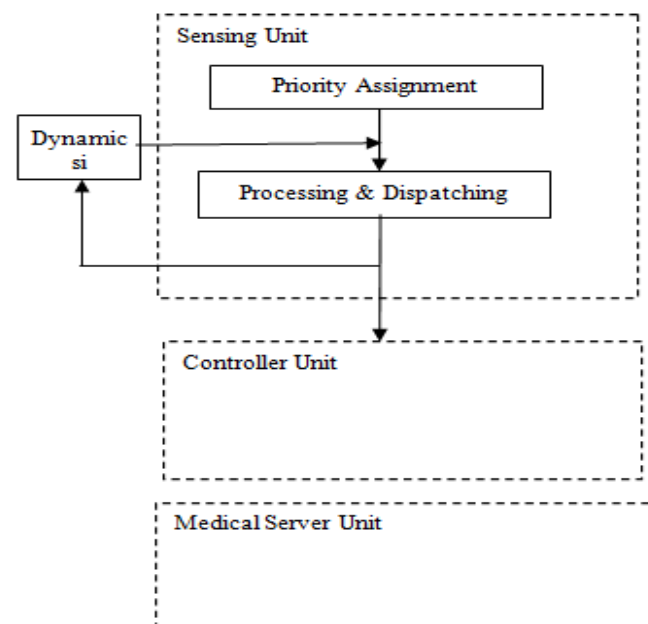 Sensing Unit
Priority Assignment
Dynamic
si
Processing & Dispatching
Controller Unit
Medical Server Unit